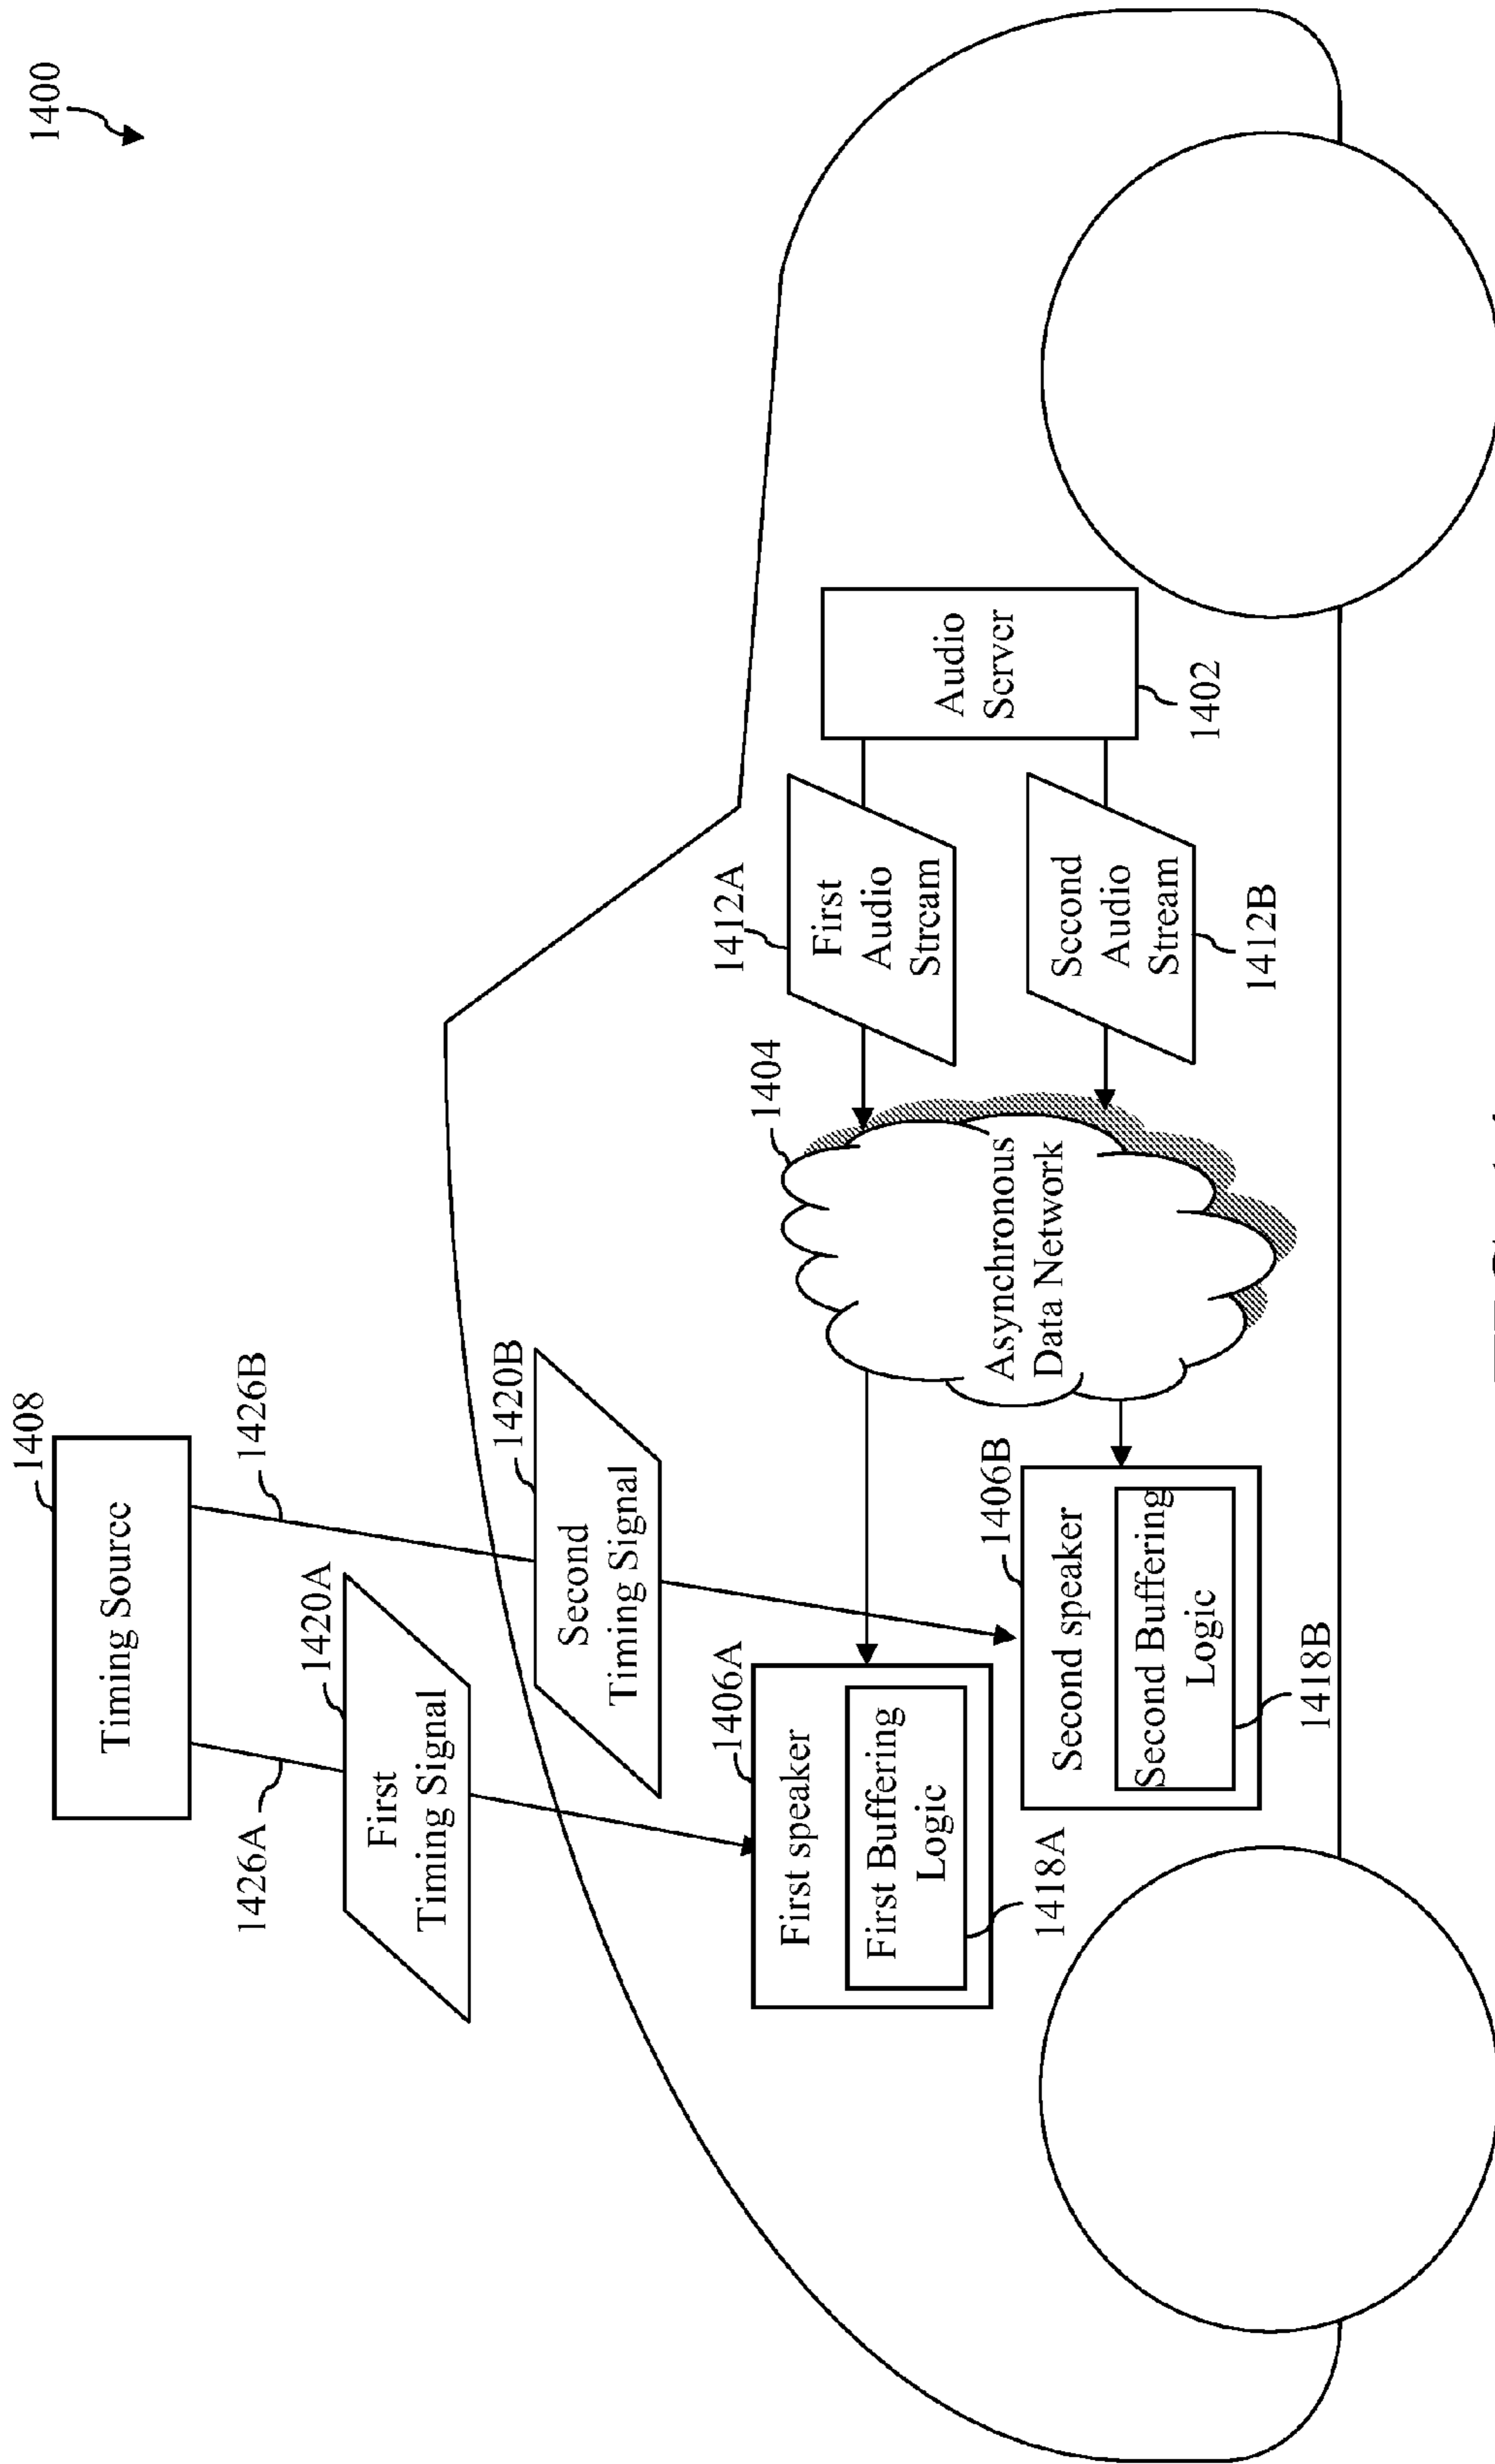 1400
1408
Timing Source
1426A
1426B
1420A
First
Timing Signal
1420B
Second
Timing Signal
1406A
First speaker
First Buffering
Logic
1418A
1406B
Second speaker
Second Buffering
Logic
1418B
1404
Asynchronous
Data Network
1412A
First
Audio
Stream
Second
Audio
Stream
1412B
Audio
Server
1402